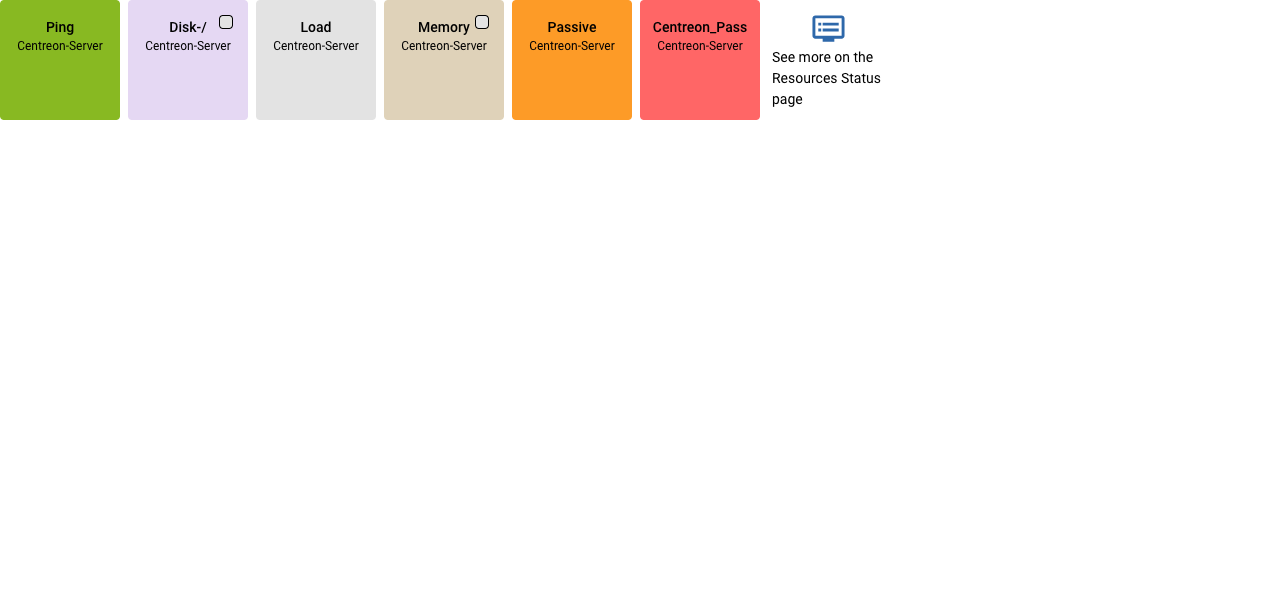 Ping
Centreon-Server
Disk-/
Centreon-Server
Load
Centreon-Server
Memory
Centreon-Server
Passive
Centreon-Server
Centreon_Pass
Centreon-Server
See more on the
Resources Status
page